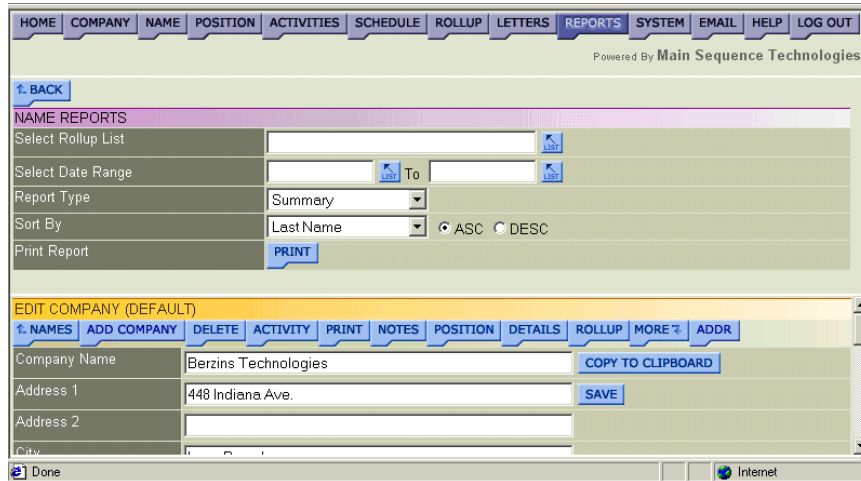 HOME COMPANY NAME POSITION ACTIVITIES SCHEDULE ROLLUP LETTERS REPORTS SYSTEM EMAIL HELP LOG OUT
Powered By Main Sequence Technologies
BACK
NAME REPORTS
Select Rollup List LIST
Select Date Range LIST To LIST
Report Type Summary
Sort By Last Name ASC DESC
Print Report PRINT
EDIT COMPANY (DEFAULT)
NAMES ADD COMPANY DELETE ACTIVITY PRINT NOTES POSITION DETAILS ROLLUP MORE ADDR
Company Name Berzins Technologies COPY TO CLIPBOARD
Address 1 448 Indiana Ave. SAVE
Address 2
City
Done Internet